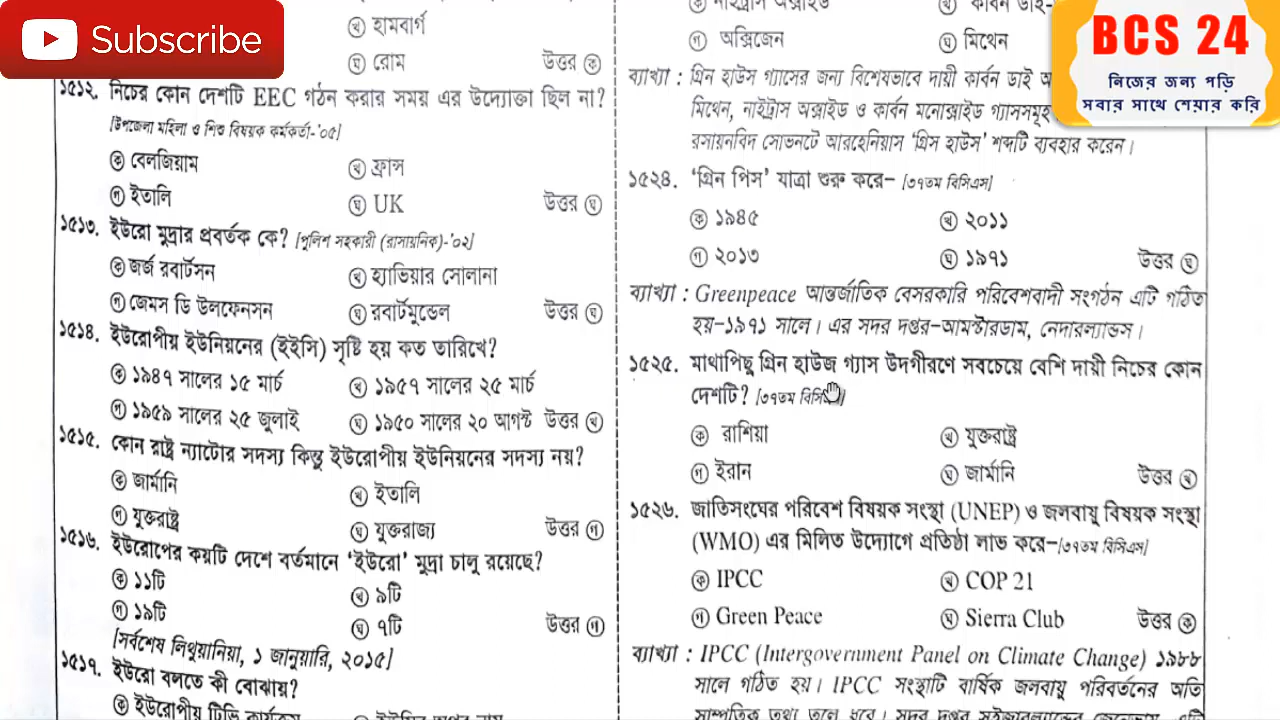 Subscribe
BCS 24
নিজের জন্য পড়ি
সবার সাথে শেয়ার করি
খ হামবার্গ
ঘ রোম উত্তর ক
১৫১২. নিচের কোন দেশটি EEC গঠন করার সময় এর উদ্যোক্তা ছিল না?
[উপজেলা মহিলা ও শিশু বিষয়ক কর্মকর্তা-'০৫]
ক বেলজিয়াম খ ফ্রান্স
গ ইতালি ঘ UK উত্তর ঘ
১৫১৩. ইউরো মুদ্রার প্রবর্তক কে? [পুলিশ সহকারী (রাসায়নিক)-'০২]
ক জর্জ রবার্টসন খ হ্যাভিয়ার সোলানা
গ জেমস ডি উলফেনসন ঘ রবার্টমুন্ডেল উত্তর ঘ
১৫১৪. ইউরোপীয় ইউনিয়নের (ইইসি) সৃষ্টি হয় কত তারিখে?
ক ১৯৪৭ সালের ১৫ মার্চ খ ১৯৫৭ সালের ২৫ মার্চ
গ ১৯৫৯ সালের ২৫ জুলাই ঘ ১৯৫০ সালের ২০ আগস্ট উত্তর খ
১৫১৫. কোন রাষ্ট্র ন্যাটোর সদস্য কিন্তু ইউরোপীয় ইউনিয়নের সদস্য নয়?
ক জার্মানি খ ইতালি
গ যুক্তরাষ্ট্র ঘ যুক্তরাজ্য উত্তর গ
১৫১৬. ইউরোপের কয়টি দেশে বর্তমানে 'ইউরো' মুদ্রা চালু রয়েছে?
ক ১১টি খ ৯টি
গ ১৯টি ঘ ৭টি উত্তর গ
[সর্বশেষ লিথুয়ানিয়া, ১ জানুয়ারি, ২০১৫]
১৫১৭. ইউরো বলতে কী বোঝায়?
ক ইউরোপীয় টিভি কার্যক্রম
গ অক্সিজেন ঘ মিথেন
ব্যাখ্যা : গ্রিন হাউস গ্যাসের জন্য বিশেষভাবে দায়ী কার্বন ডাই
মিথেন, নাইট্রাস অক্সাইড ও কার্বন মনোক্সাইড গ্যাসসমূহ
রসায়নবিদ সোভনটে আরহেনিয়াস 'গ্রিস হাউস' শব্দটি ব্যবহার করেন।
১৫২৪. 'গ্রিন পিস' যাত্রা শুরু করে- [৩৭তম বিসিএস]
ক ১৯৪৫ খ ২০১১
গ ২০১৩ ঘ ১৯৭১ উত্তর ঘ
ব্যাখ্যা : Greenpeace আন্তর্জাতিক বেসরকারি পরিবেশবাদী সংগঠন এটি গঠিত
হয়-১৯৭১ সালে। এর সদর দপ্তর-আমস্টারডাম, নেদারল্যান্ডস।
১৫২৫. মাথাপিছু গ্রিন হাউজ গ্যাস উদগীরণে সবচেয়ে বেশি দায়ী নিচের কোন
দেশটি? [৩৭তম বিসিএস]
ক রাশিয়া খ যুক্তরাষ্ট্র
গ ইরান ঘ জার্মানি উত্তর খ
১৫২৬. জাতিসংঘের পরিবেশ বিষয়ক সংস্থা (UNEP) ও জলবায়ু বিষয়ক সংস্থা
(WMO) এর মিলিত উদ্যোগে প্রতিষ্ঠা লাভ করে-[৩৭তম বিসিএস]
ক IPCC খ COP 21
গ Green Peace ঘ Sierra Club উত্তর ক
ব্যাখ্যা : IPCC (Intergovernment Panel on Climate Change) ১৯৮৮
সালে গঠিত হয়। IPCC সংস্থাটি বার্ষিক জলবায়ু পরিবর্তনের অতি